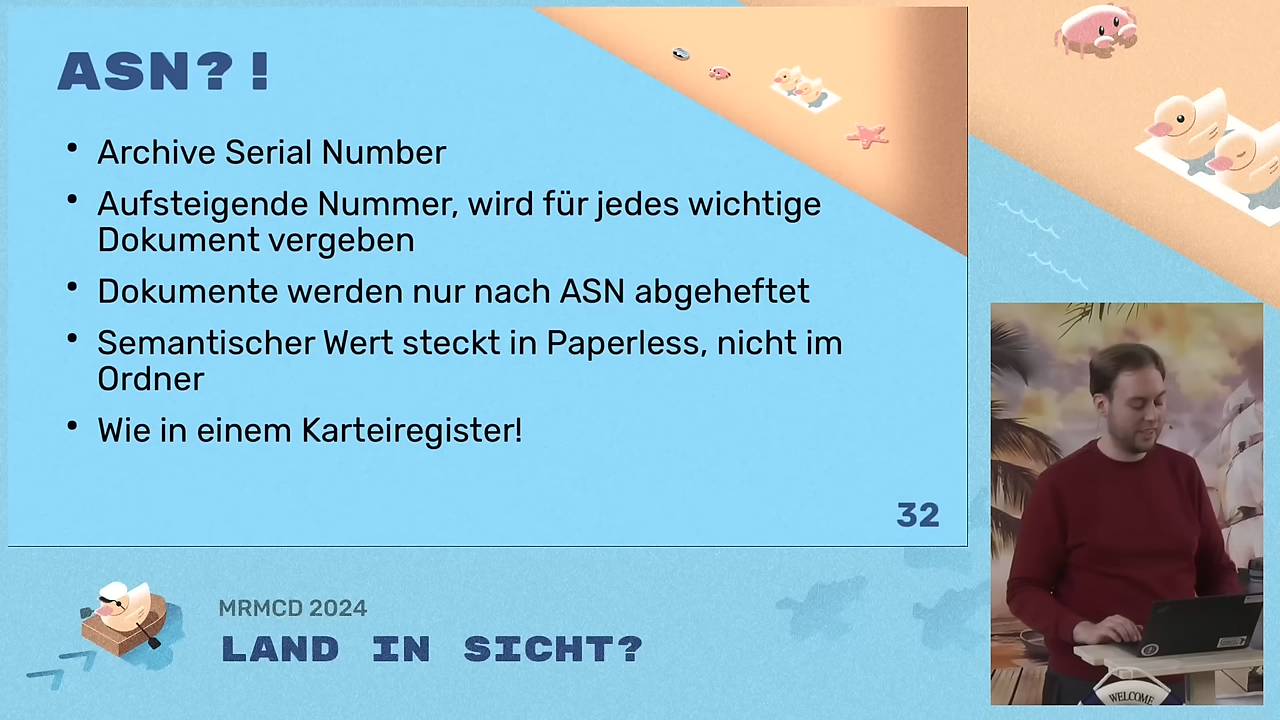 ASN?!
• Archive Serial Number
• Aufsteigende Nummer, wird für jedes wichtige
Dokument vergeben
• Dokumente werden nur nach ASN abgeheftet
• Semantischer Wert steckt in Paperless, nicht im
Ordner
• Wie in einem Karteiregister!
32
MRMCD 2024
LAND IN SICHT?
WELCOME